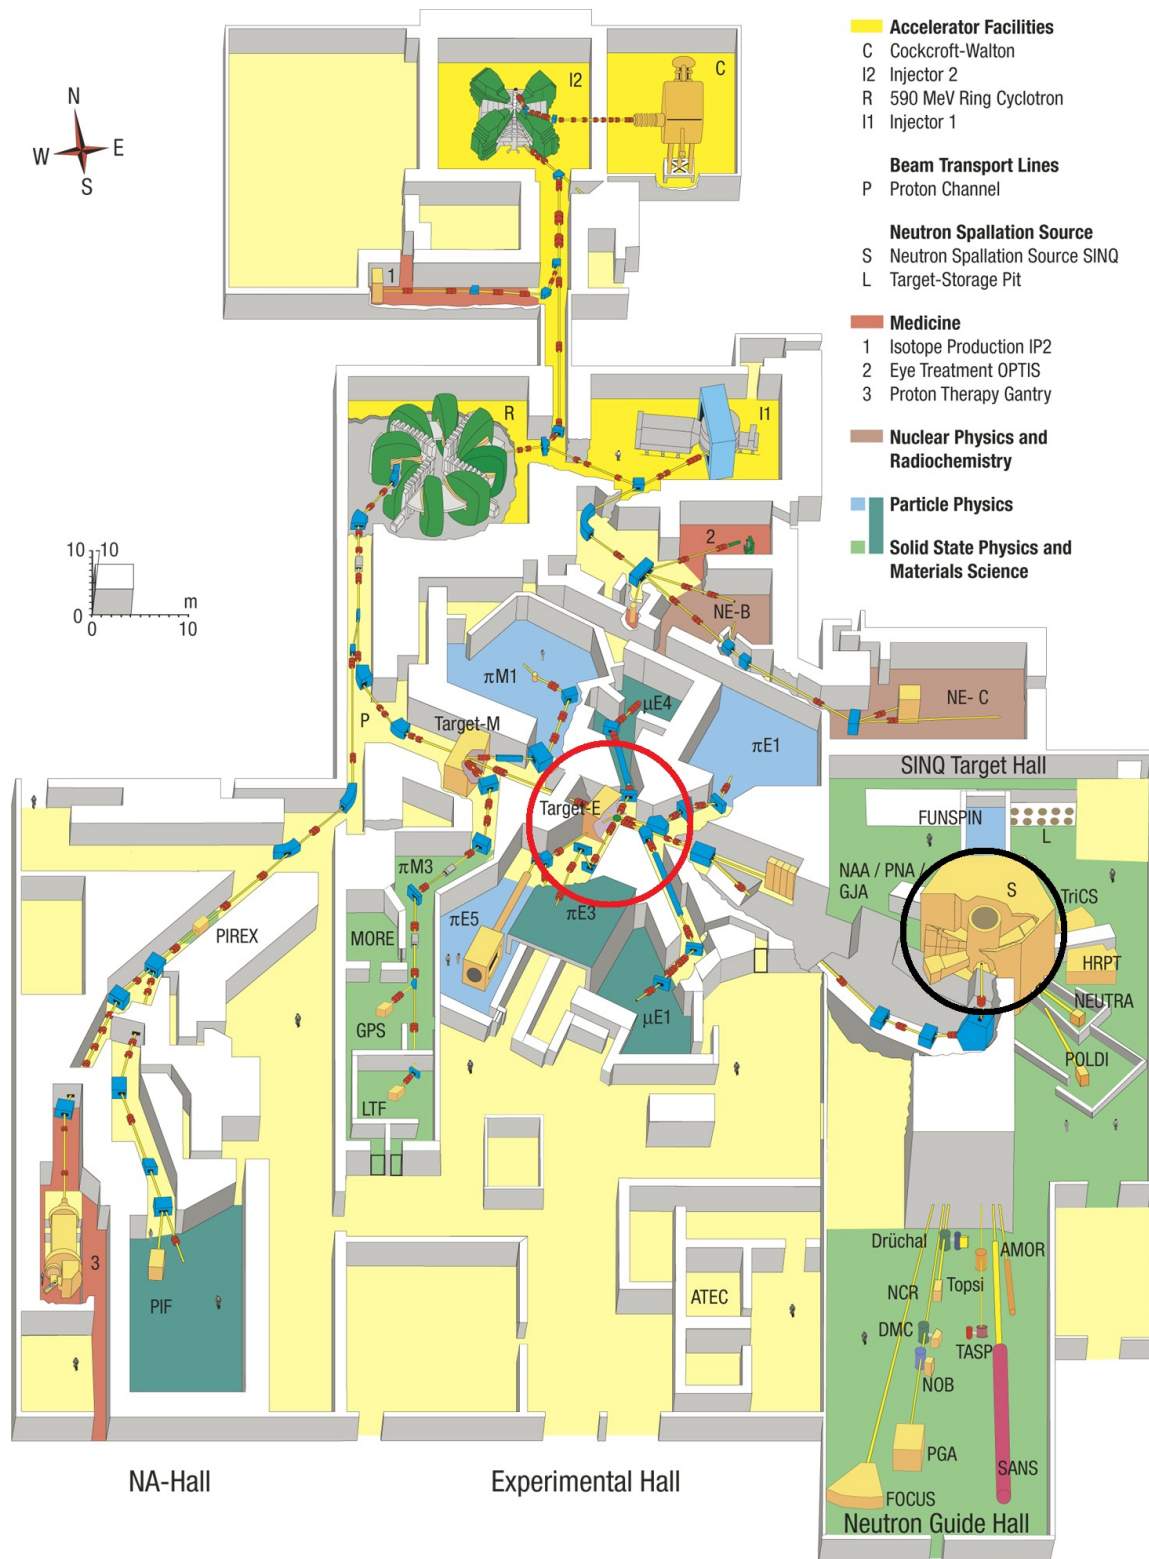 Accelerator Facilities
C Cockcroft-Walton
I2 Injector 2
R 590 MeV Ring Cyclotron
I1 Injector 1
Beam Transport Lines
P Proton Channel
Neutron Spallation Source
S Neutron Spallation Source SINQ
L Target-Storage Pit
Medicine
1 Isotope Production IP2
2 Eye Treatment OPTIS
3 Proton Therapy Gantry
Nuclear Physics and
Radiochemistry
Particle Physics
Solid State Physics and
Materials Science
N
W E
S
I2
C
1
R
I1
10 10
0
m
0 10
2
NE-B
πM1
μE4
NE- C
P
Target-M
πE1
SINQ Target Hall
Target-E
FUNSPIN
L
πM3
NAA / PNA /
GJA
S
TriCS
πE5
πE3
PIREX
MORE
HRPT
NEUTRA
GPS
μE1
POLDI
LTF
Drüchal
AMOR
3
PIF
ATEC
NCR
Topsi
DMC
TASP
NOB
PGA
SANS
FOCUS
NA-Hall
Experimental Hall
Neutron Guide Hall